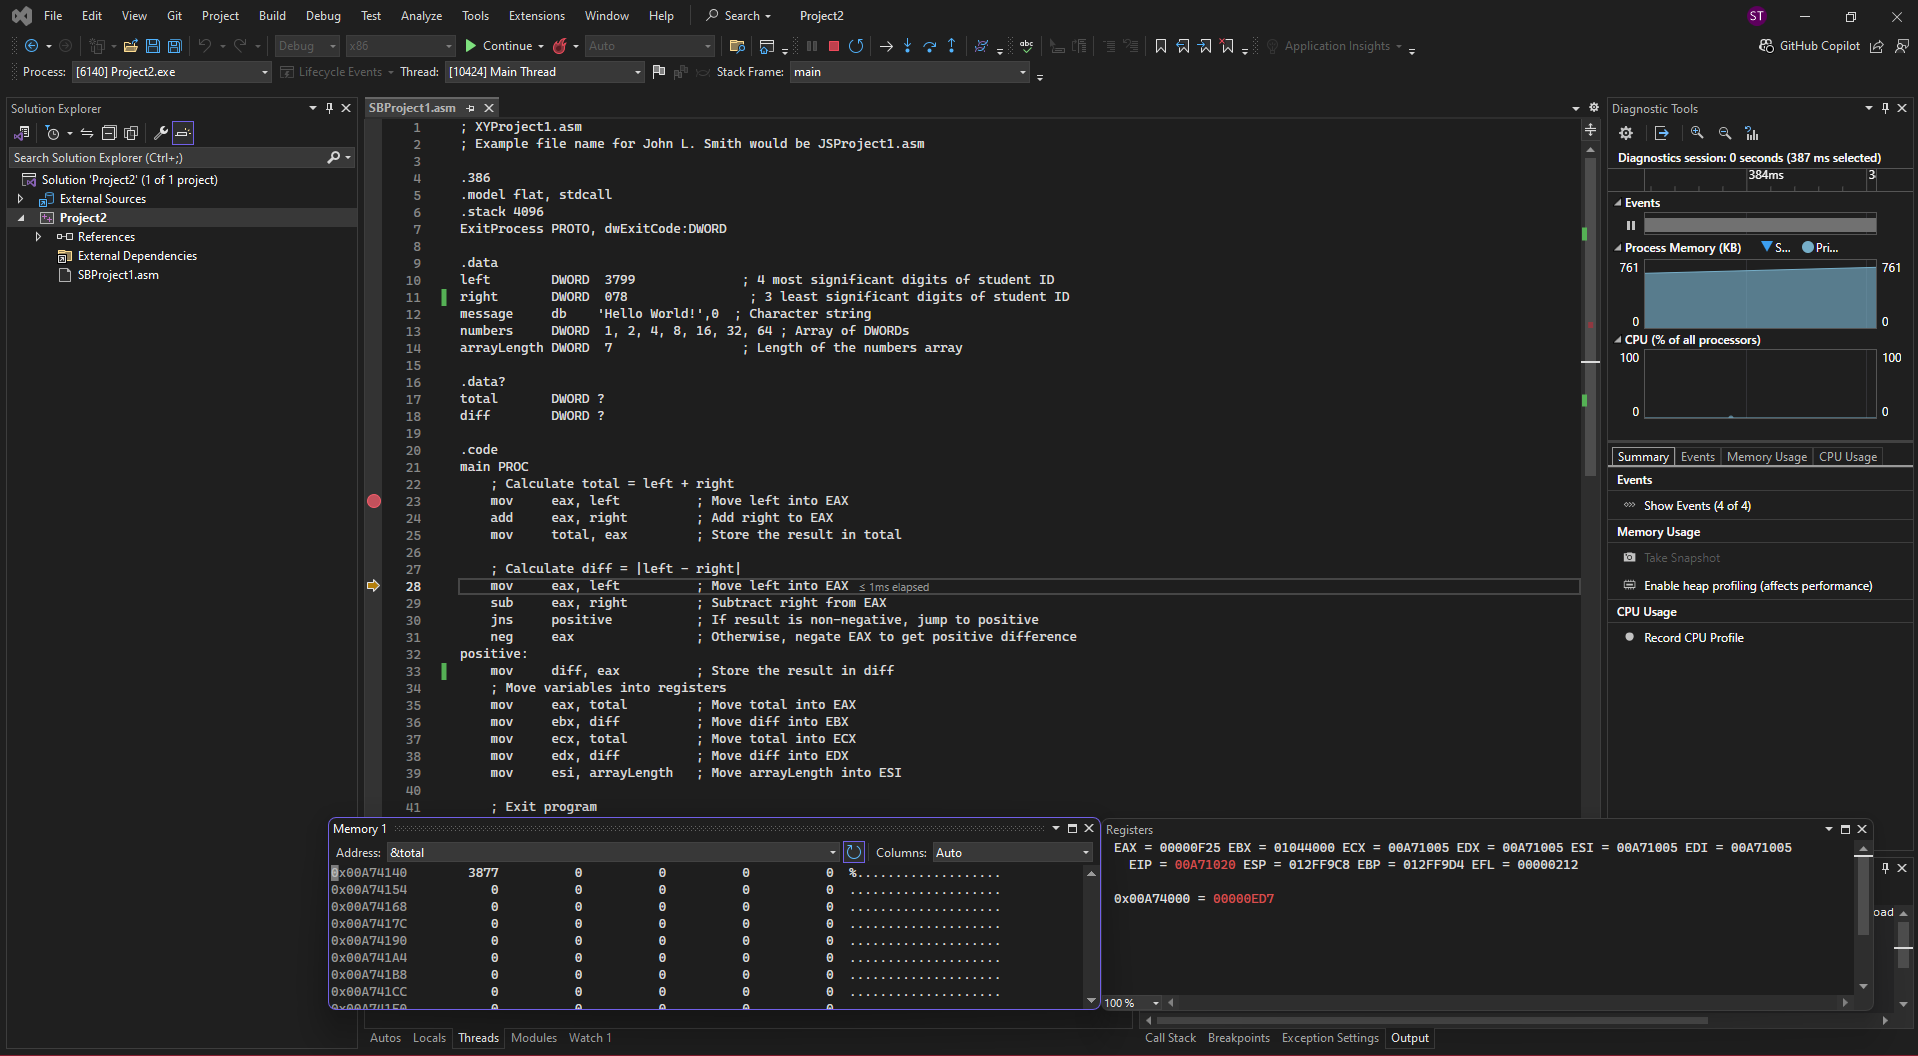 File Edit View Git Project Build Debug Test Analyze Tools Extensions Window Help Search Project2 ST
Debug x86 Continue Auto Application Insights GitHub Copilot
Process: [6140] Project2.exe Lifecycle Events Thread: [10424] Main Thread Stack Frame: main
Solution Explorer
Search Solution Explorer (Ctrl+;)
Solution 'Project2' (1 of 1 project)
External Sources
Project2
References
External Dependencies
SBProject1.asm
SBProject1.asm
1 ; XYProject1.asm
2 ; Example file name for John L. Smith would be JSProject1.asm
3
4 .386
5 .model flat, stdcall
6 .stack 4096
7 ExitProcess PROTO, dwExitCode:DWORD
8
9 .data
10 left DWORD 3799 ; 4 most significant digits of student ID
11 right DWORD 078 ; 3 least significant digits of student ID
12 message db 'Hello World!',0 ; Character string
13 numbers DWORD 1, 2, 4, 8, 16, 32, 64 ; Array of DWORDs
14 arrayLength DWORD 7 ; Length of the numbers array
15
16 .data?
17 total DWORD ?
18 diff DWORD ?
19
20 .code
21 main PROC
22 ; Calculate total = left + right
23 mov eax, left ; Move left into EAX
24 add eax, right ; Add right to EAX
25 mov total, eax ; Store the result in total
26
27 ; Calculate diff = |left - right|
28 mov eax, left ; Move left into EAX ≤ 1ms elapsed
29 sub eax, right ; Subtract right from EAX
30 jns positive ; If result is non-negative, jump to positive
31 neg eax ; Otherwise, negate EAX to get positive difference
32 positive:
33 mov diff, eax ; Store the result in diff
34 ; Move variables into registers
35 mov eax, total ; Move total into EAX
36 mov ebx, diff ; Move diff into EBX
37 mov ecx, total ; Move total into ECX
38 mov edx, diff ; Move diff into EDX
39 mov esi, arrayLength ; Move arrayLength into ESI
40
41 ; Exit program
Memory 1
Address: &total Columns: Auto
0x00A74140 3877 0 0 0 0 %...................
0x00A74154 0 0 0 0 0 ....................
0x00A74168 0 0 0 0 0 ....................
0x00A7417C 0 0 0 0 0 ....................
0x00A74190 0 0 0 0 0 ....................
0x00A741A4 0 0 0 0 0 ....................
0x00A741B8 0 0 0 0 0 ....................
0x00A741CC 0 0 0 0 0 ....................
Registers
EAX = 00000F25 EBX = 01044000 ECX = 00A71005 EDX = 00A71005 ESI = 00A71005 EDI = 00A71005
EIP = 00A71020 ESP = 012FF9C8 EBP = 012FF9D4 EFL = 00000212
0x00A74000 = 00000ED7
100 %
oad
Autos Locals Threads Modules Watch 1
Call Stack Breakpoints Exception Settings Output
Diagnostic Tools
Diagnostics session: 0 seconds (387 ms selected)
384ms 3
Events
Process Memory (KB) S... Pri...
761 761
0 0
CPU (% of all processors)
100 100
0 0
Summary Events Memory Usage CPU Usage
Events
Show Events (4 of 4)
Memory Usage
Take Snapshot
Enable heap profiling (affects performance)
CPU Usage
Record CPU Profile